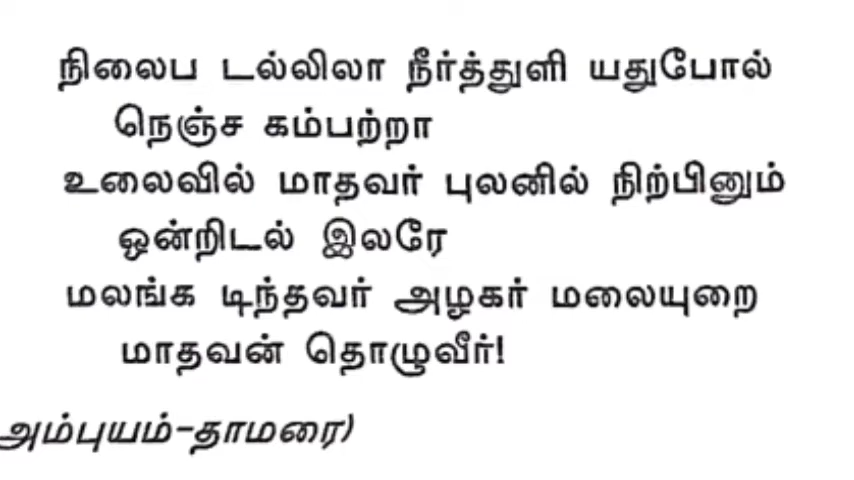 நிலைப டல்லிலா நீர்த்துளி யதுபோல்
நெஞ்ச கம்பற்றா
உலைவில் மாதவர் புலனில் நிற்பினும்
ஒன்றிடல் இலரே
மலங்க டிந்தவர் அழகர் மலையுறை
மாதவன் தொழுவீர்!
அம்புயம்-தாமரை)